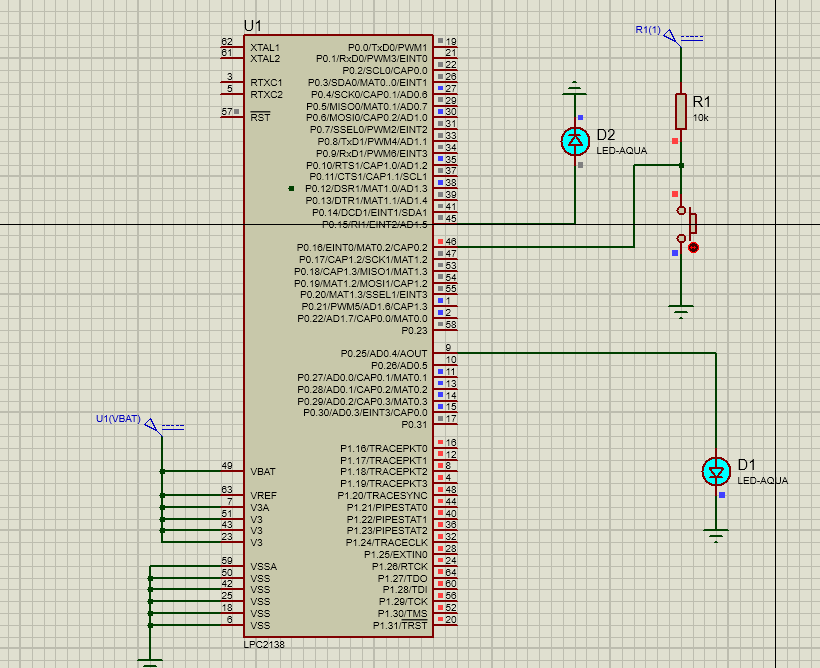 U1
62 XTAL1
61 XTAL2
3 RTXC1
5 RTXC2
57 RST
P0.0/TxD0/PWM1 19
P0.1/RxD0/PWM3/EINT0 21
P0.2/SCL0/CAP0.0 22
P0.3/SDA0/MAT0..0/EINT1 26
P0.4/SCK0/CAP0.1/AD0.6 27
P0.5/MISO0/MAT0.1/AD0.7 29
P0.6/MOSI0/CAP0.2/AD1.0 30
P0.7/SSEL0/PWM2/EINT2 31
P0.8/TxD1/PWM4/AD1.1 33
P0.9/RxD1/PWM6/EINT3 34
P0.10/RTS1/CAP1.0/AD1.2 35
P0.11/CTS1/CAP1.1/SCL1 37
P0.12/DSR1/MAT1.0/AD1.3 38
P0.13/DTR1/MAT1.1/AD1.4 39
P0.14/DCD1/EINT1/SDA1 41
P0.15/RI1/EINT2/AD1.5 45
P0.16/EINT0/MAT0.2/CAP0.2 46
P0.17/CAP1.2/SCK1/MAT1.2 47
P0.18/CAP1.3/MISO1/MAT1.3 53
P0.19/MAT1.2/MOSI1/CAP1.2 54
P0.20/MAT1.3/SSEL1/EINT3 55
P0.21/PWM5/AD1.6/CAP1.3 1
P0.22/AD1.7/CAP0.0/MAT0.0 2
P0.23 58
P0.25/AD0.4/AOUT 9
P0.26/AD0.5 10
P0.27/AD0.0/CAP0.1/MAT0.1 11
P0.28/AD0.1/CAP0.2/MAT0.2 13
P0.29/AD0.2/CAP0.3/MAT0.3 14
P0.30/AD0.3/EINT3/CAP0.0 15
P0.31 17
P1.16/TRACEPKT0 16
P1.17/TRACEPKT1 12
P1.18/TRACEPKT2 8
P1.19/TRACEPKT3 4
P1.20/TRACESYNC 48
P1.21/PIPESTAT0 44
P1.22/PIPESTAT1 40
P1.23/PIPESTAT2 36
P1.24/TRACECLK 32
P1.25/EXTIN0 28
P1.26/RTCK 24
P1.27/TDO 64
P1.28/TDI 60
P1.29/TCK 56
P1.30/TMS 52
P1.31/TRST 20
U1(VBAT)
49 VBAT
63 VREF
7 V3A
51 V3
43 V3
23 V3
59 VSSA
50 VSS
42 VSS
25 VSS
18 VSS
6 VSS
LPC2138
D2
LED-AQUA
R1(1)
R1
10k
D1
LED-AQUA